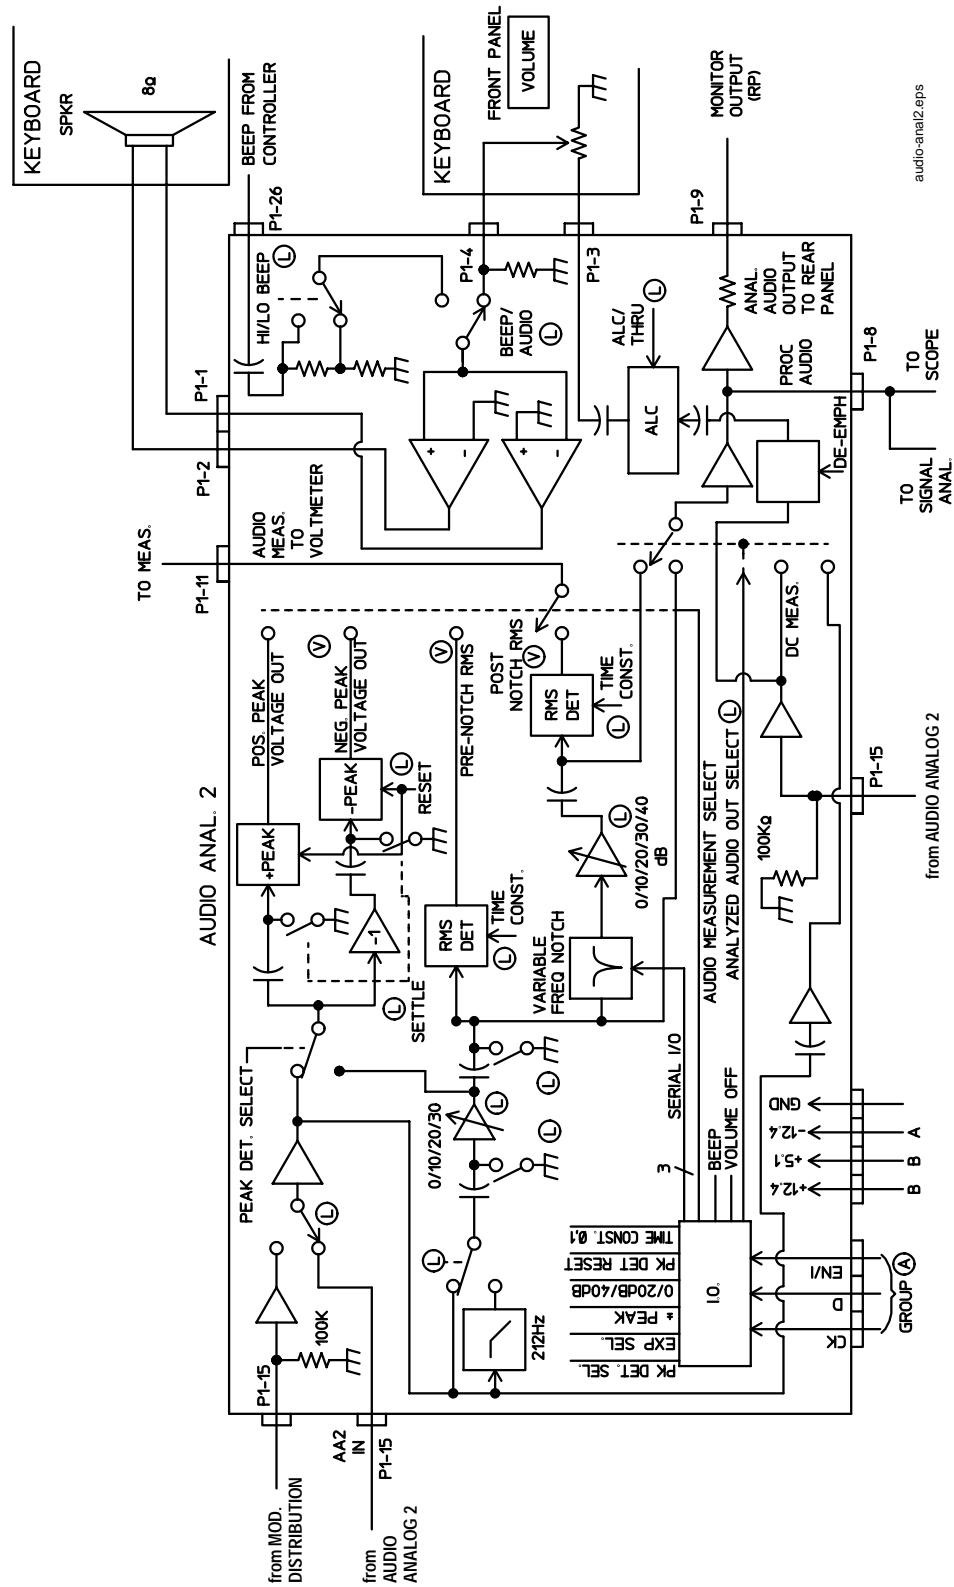 KEYBOARD
SPKR
8Ω
BEEP FROM
CONTROLLER
P1-26
HI/LO BEEP
L
P1-1
P1-2
KEYBOARD
FRONT PANEL
VOLUME
P1-4
P1-3
BEEP/
AUDIO
L
ALC/
THRU
L
ALC
MONITOR
OUTPUT
(RP)
P1-9
ANAL.
AUDIO
OUTPUT
TO REAR
PANEL
PROC
AUDIO
P1-8
TO
SCOPE
TO
SIGNAL
ANAL.
DE-EMPH
audio-anal2.eps
+
-
+
-
TO MEAS.
P1-11
AUDIO
MEAS.
TO
VOLTMETER
AUDIO ANAL. 2
POS. PEAK
VOLTAGE OUT
V
NEG. PEAK
VOLTAGE OUT
V
PRE-NOTCH RMS
POST
NOTCH RMS
V
+PEAK
-PEAK
L
RESET
-1
L
SETTLE
RMS
DET
TIME
CONST.
L
RMS
DET
TIME
CONST.
L
VARIABLE
FREQ NOTCH
L
0/10/20/30/40
dB
AUDIO MEASUREMENT SELECT
ANALYZED AUDIO OUT SELECT L
DC MEAS.
P1-15
from AUDIO ANALOG 2
100KΩ
PEAK DET. SELECT
L
0/10/20/30
L
L
L
L
212Hz
SERIAL I/O
3
BEEP
VOLUME OFF
TIME CONST. 0,1
PK DET RESET
0/20dB/40dB
± PEAK
EXP SEL.
PK DET. SEL.
I.O.
GND
-12.4
+5.1
+12.4
A
B
B
EN/I
D
CK
GROUP A
100K
P1-15
AA2
IN
P1-15
from MOD.
DISTRIBUTION
from
AUDIO
ANALOG 2